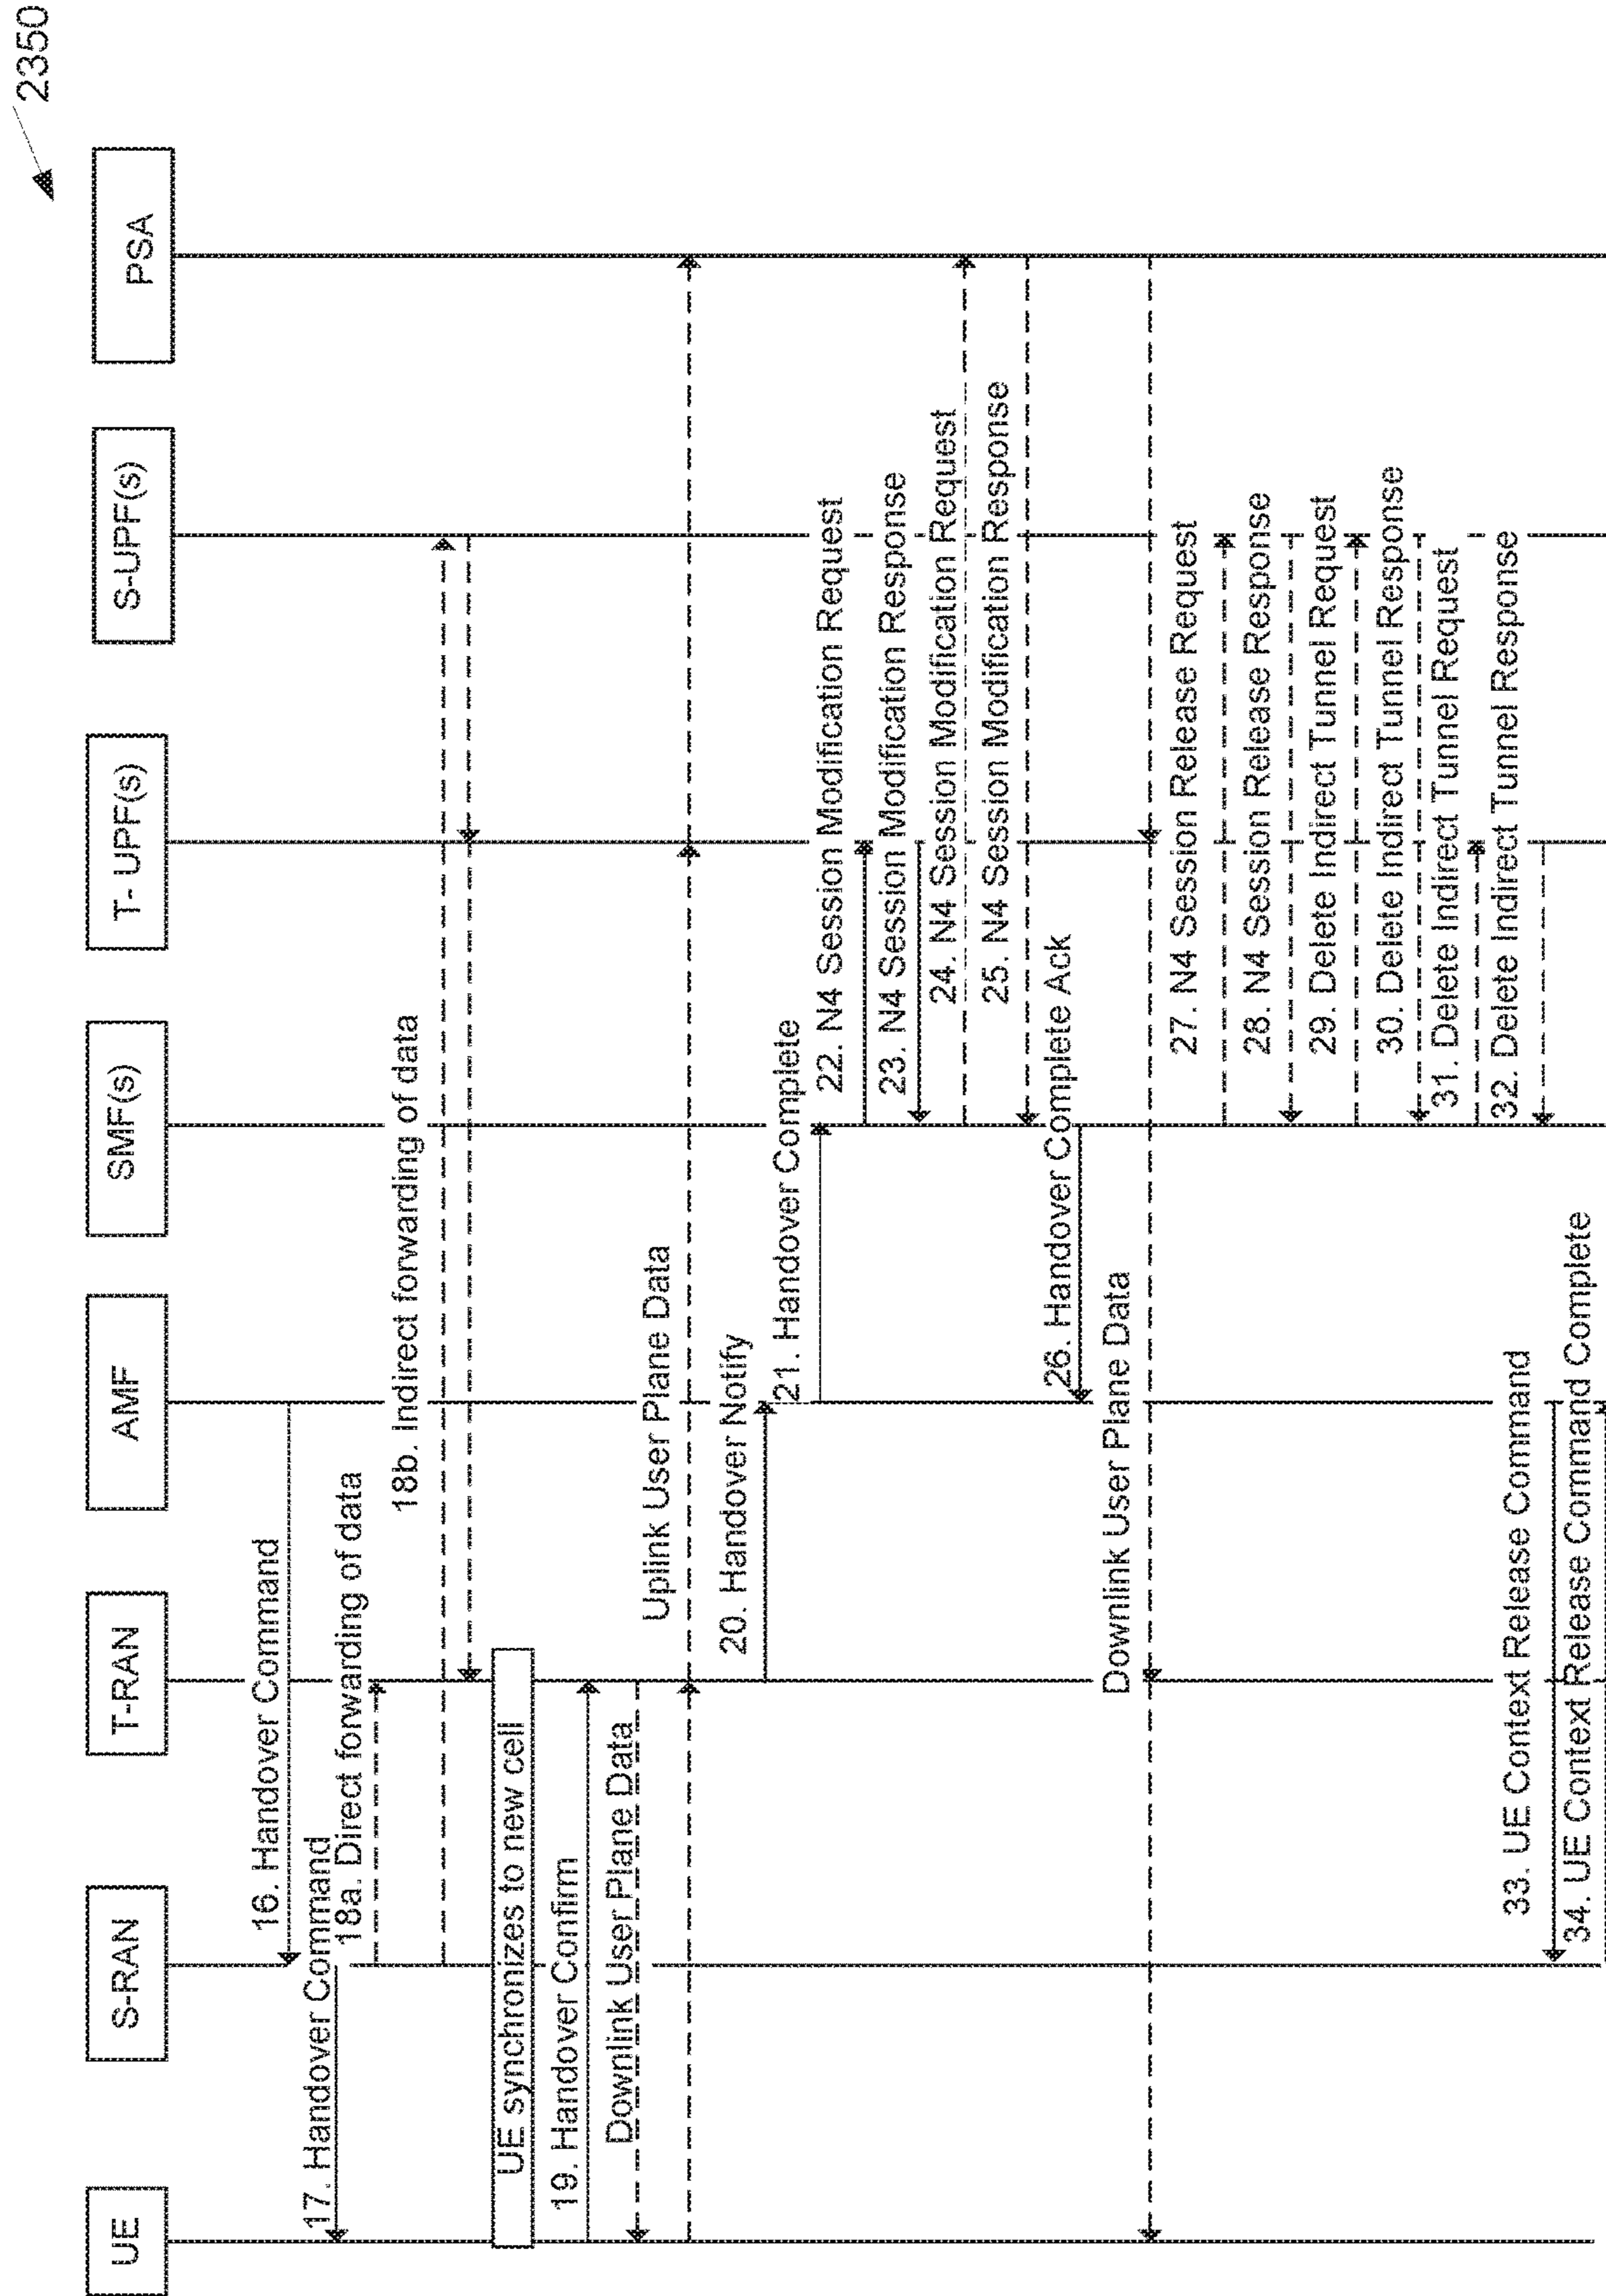 2350
UE
S-RAN
T-RAN
AMF
SMF(s)
T- UPF(s)
S-UPF(s)
PSA
16. Handover Command
17. Handover Command
18a. Direct forwarding of data
18b. Indirect forwarding of data
UE synchronizes to new cell
19. Handover Confirm
Downlink User Plane Data
Uplink User Plane Data
20. Handover Notify
21. Handover Complete
22. N4 Session Modification Request
23. N4 Session Modification Response
24. N4 Session Modification Request
25. N4 Session Modification Response
26. Handover Complete Ack
Downlink User Plane Data
27. N4 Session Release Request
28. N4 Session Release Response
29. Delete Indirect Tunnel Request
30. Delete Indirect Tunnel Response
31. Delete Indirect Tunnel Request
32. Delete Indirect Tunnel Response
33. UE Context Release Command
34. UE Context Release Command Complete